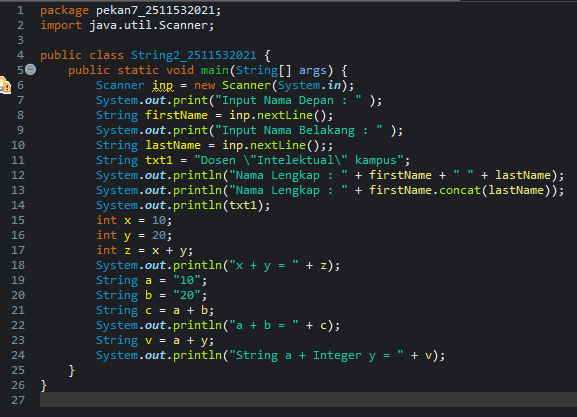 1 package pekan7_2511532021;
2 import java.util.Scanner;
3
4 public class String2_2511532021 {
5 public static void main(String[] args) {
6 Scanner inp = new Scanner(System.in);
7 System.out.print("Input Nama Depan : " );
8 String firstName = inp.nextLine();
9 System.out.print("Input Nama Belakang : " );
10 String lastName = inp.nextLine();;
11 String txt1 = "Dosen \"Intelektual\" kampus";
12 System.out.println("Nama Lengkap : " + firstName + " " + lastName);
13 System.out.println("Nama Lengkap : " + firstName.concat(lastName));
14 System.out.println(txt1);
15 int x = 10;
16 int y = 20;
17 int z = x + y;
18 System.out.println("x + y = " + z);
19 String a = "10";
20 String b = "20";
21 String c = a + b;
22 System.out.println("a + b = " + c);
23 String v = a + y;
24 System.out.println("String a + Integer y = " + v);
25 }
26 }
27